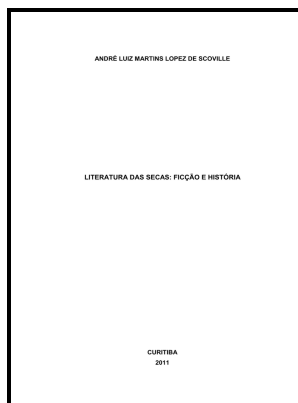 ANDRÉ LUIZ MARTINS LOPEZ DE SCOVILLE
LITERATURA DAS SECAS: FICÇÃO E HISTÓRIA
CURITIBA
2011